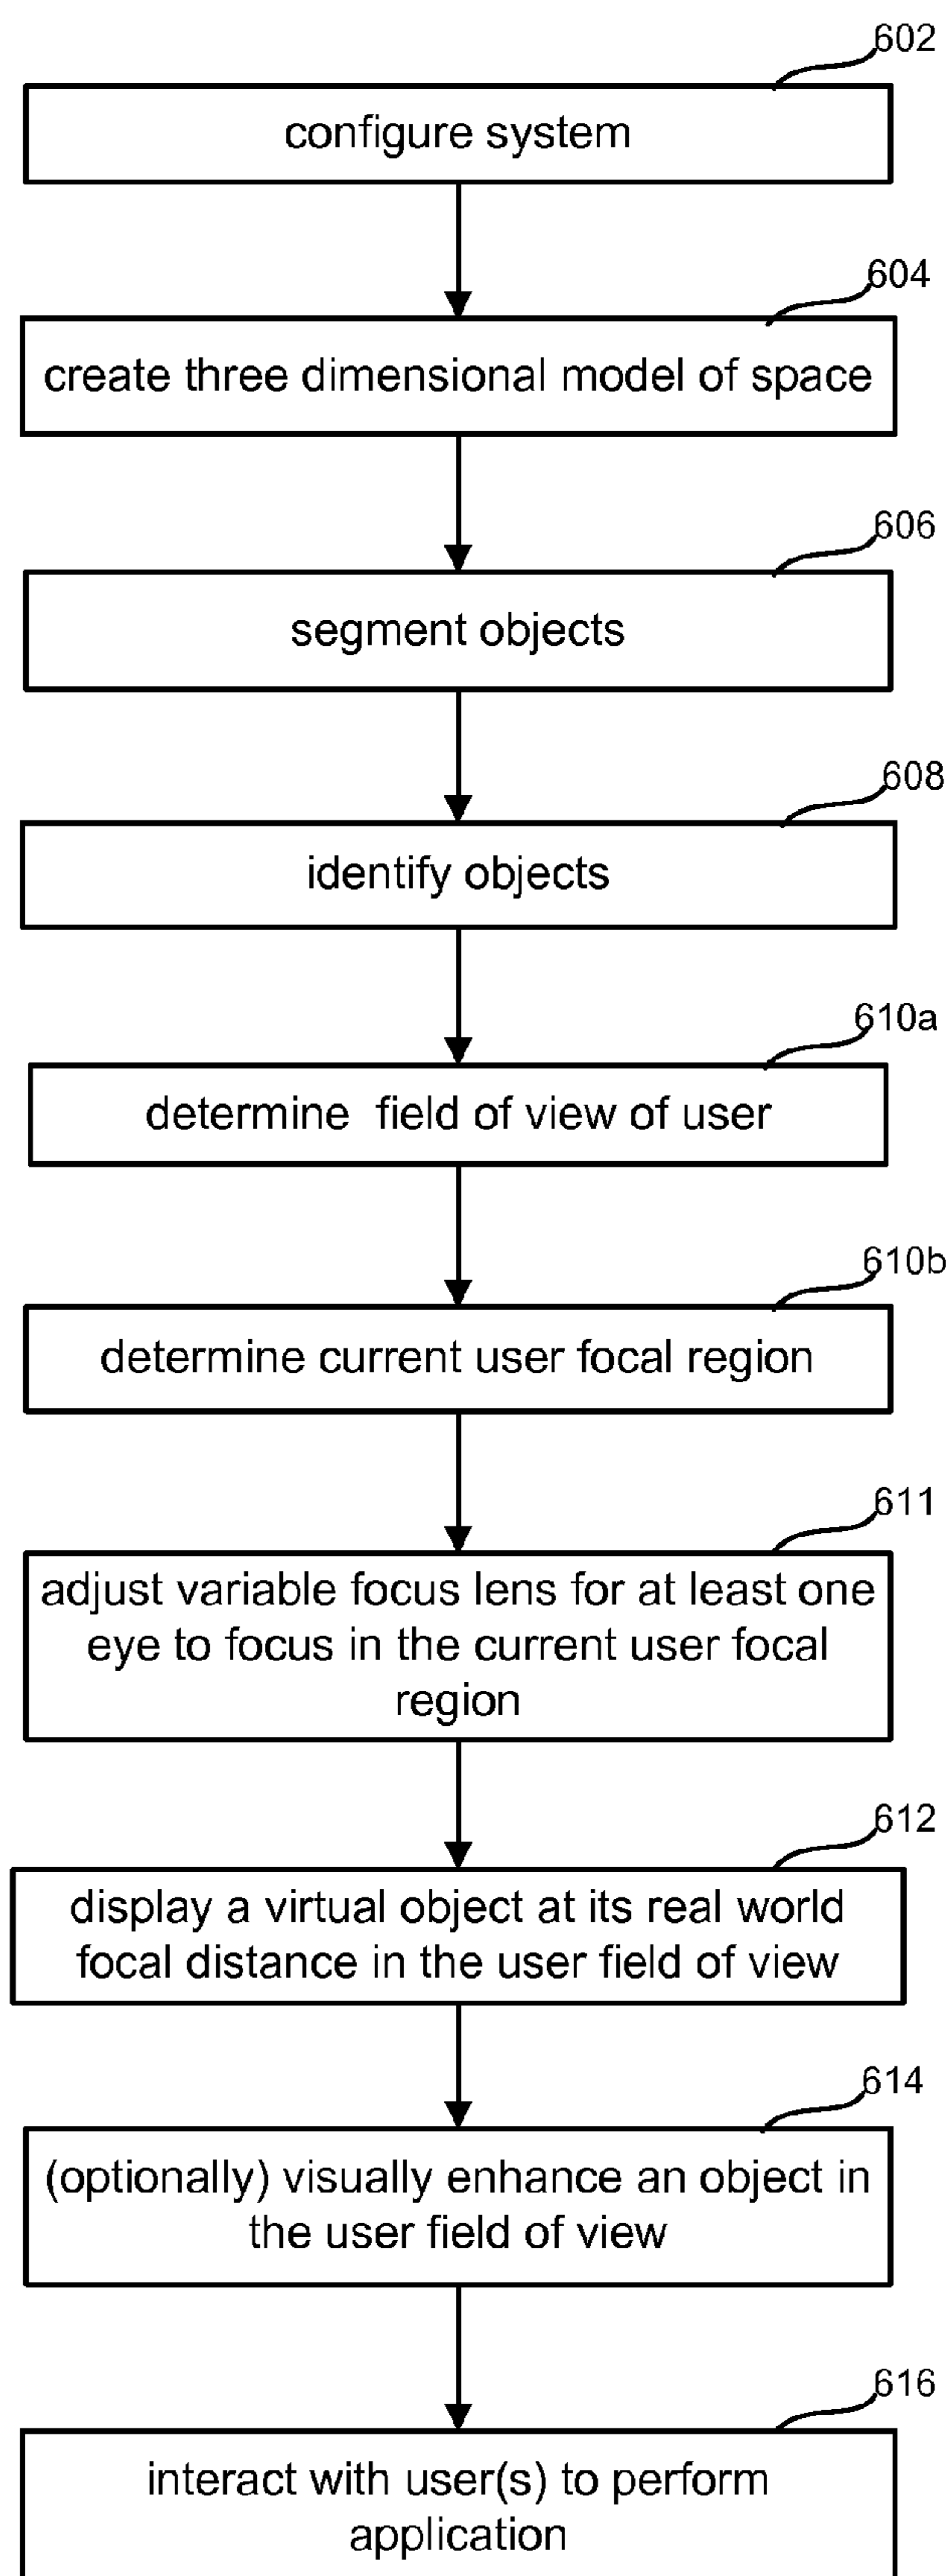 602
configure system
604
create three dimensional model of space
606
segment objects
608
identify objects
610a
determine field of view of user
610b
determine current user focal region
611
adjust variable focus lens for at least one
eye to focus in the current user focal
region
612
display a virtual object at its real world
focal distance in the user field of view
614
(optionally) visually enhance an object in
the user field of view
616
interact with user(s) to perform
application